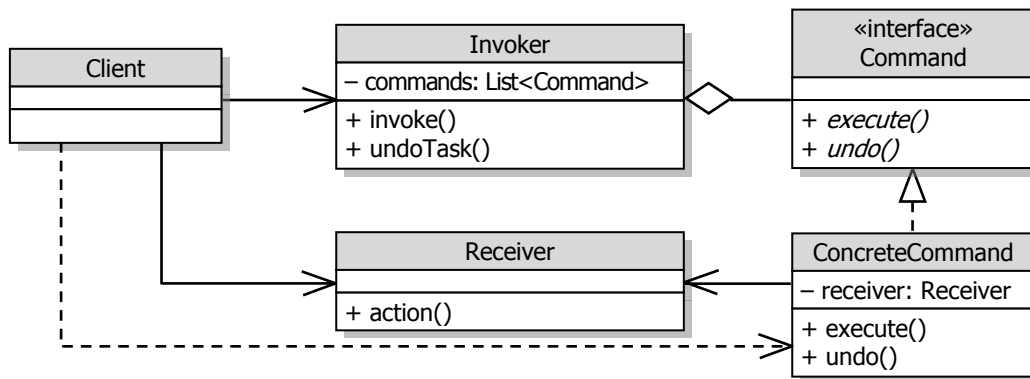 Client
Invoker
– commands: List<Command>
+ invoke()
+ undoTask()
«interface»
Command
+ execute()
+ undo()
Receiver
+ action()
ConcreteCommand
– receiver: Receiver
+ execute()
+ undo()